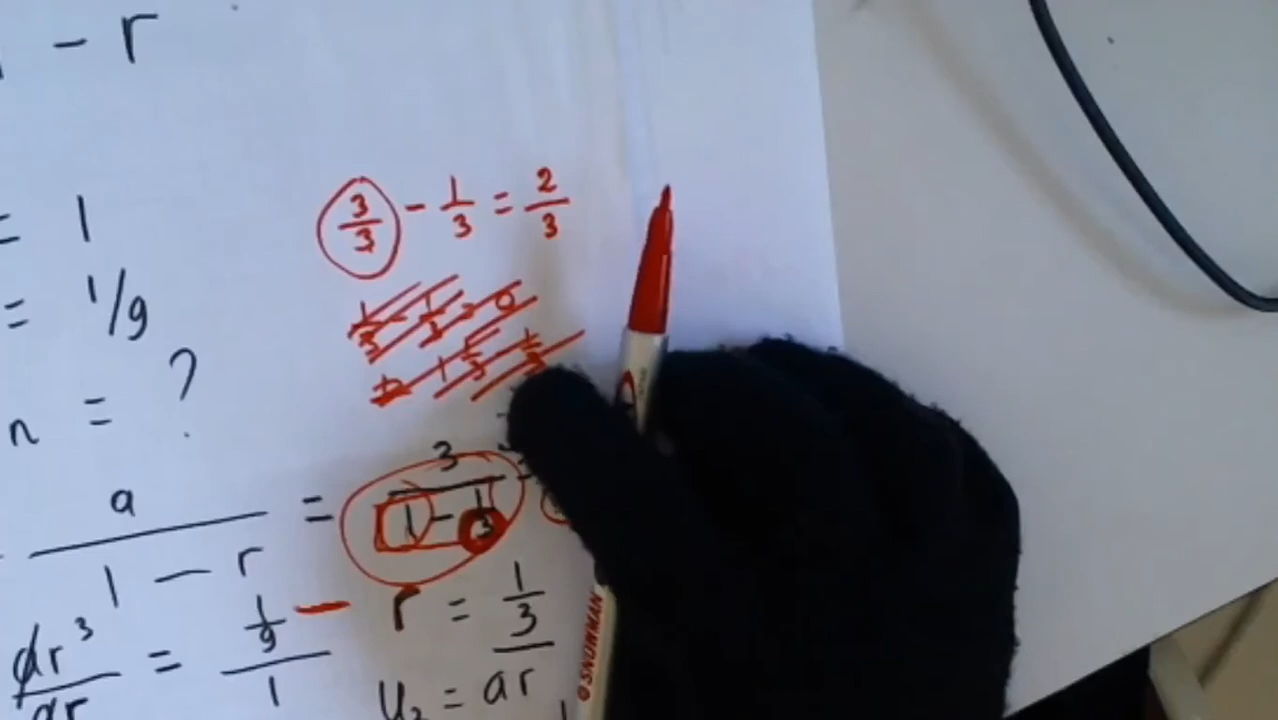 - r
= 1
3/3 - 1/3 = 2/3
= 1/9
n = ?
a / 1 - r = 3 / 1 - 1/3 =
ar³ / ar = 1/9 / 1
r = 1/3
U₂ = ar
SNOWMAN